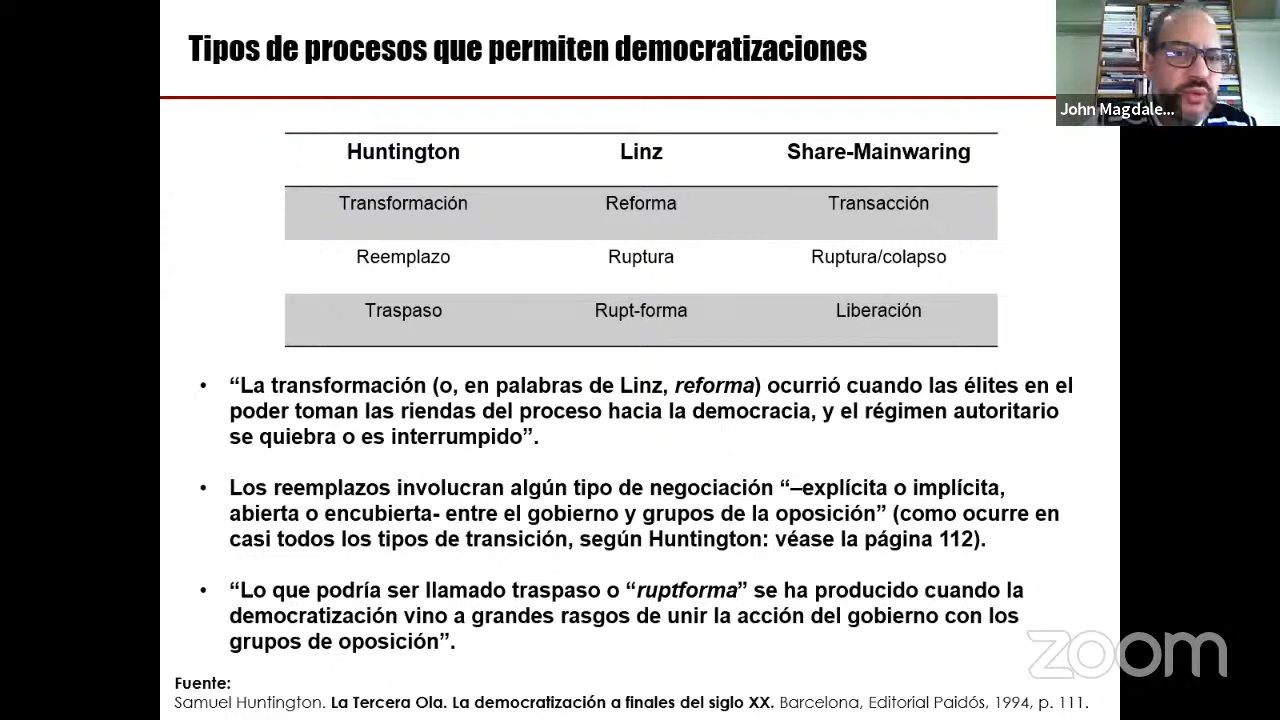 Tipos de procesos que permiten democratizaciones
John Magdale...
Huntington Linz Share-Mainwaring
Transformación Reforma Transacción
Reemplazo Ruptura Ruptura/colapso
Traspaso Rupt-forma Liberación
• “La transformación (o, en palabras de Linz, reforma) ocurrió cuando las élites en el
poder toman las riendas del proceso hacia la democracia, y el régimen autoritario
se quiebra o es interrumpido”.
• Los reemplazos involucran algún tipo de negociación “–explícita o implícita,
abierta o encubierta- entre el gobierno y grupos de la oposición” (como ocurre en
casi todos los tipos de transición, según Huntington: véase la página 112).
• “Lo que podría ser llamado traspaso o “ruptforma” se ha producido cuando la
democratización vino a grandes rasgos de unir la acción del gobierno con los
grupos de oposición”.
zoom
Fuente:
Samuel Huntington. La Tercera Ola. La democratización a finales del siglo XX. Barcelona, Editorial Paidós, 1994, p. 111.